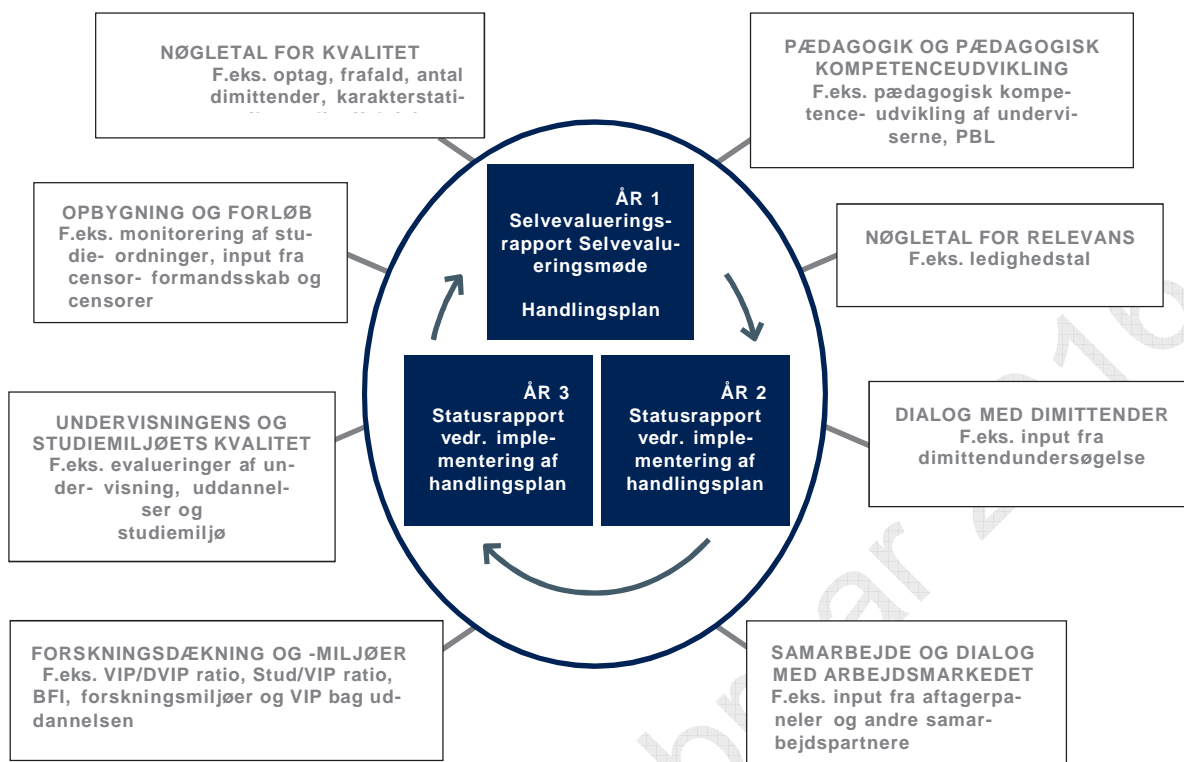 NØGLETAL FOR KVALITET
F.eks. optag, frafald, antal
dimittender, karakterstati-
PÆDAGOGIK OG PÆDAGOGISK
KOMPETENCEUDVIKLING
F.eks. pædagogisk kompe-
tence- udvikling af undervi-
serne, PBL
OPBYGNING OG FORLØB
F.eks. monitorering af stu-
die- ordninger, input fra
censor- formandsskab og
censorer
ÅR 1
Selvevaluerings-
rapport Selvevalu-
eringsmøde
Handlingsplan
NØGLETAL FOR RELEVANS
F.eks. ledighedstal
UNDERVISNINGENS OG
STUDIEMILJØETS KVALITET
F.eks. evalueringer af un-
der- visning, uddannel-
ser og
studiemiljø
ÅR 3
Statusrapport
vedr. imple-
mentering af
handlingsplan
ÅR 2
Statusrapport
vedr. imple-
mentering af
handlingsplan
DIALOG MED DIMITTENDER
F.eks. input fra
dimittendundersøgelse
FORSKNINGSDÆKNING OG -MILJØER
F.eks. VIP/DVIP ratio, Stud/VIP ratio,
BFI, forskningsmiljøer og VIP bag ud-
dannelsen
SAMARBEJDE OG DIALOG
MED ARBEJDSMARKEDET
F.eks. input fra aftagerpa-
neler og andre samar-
bejdspartnere